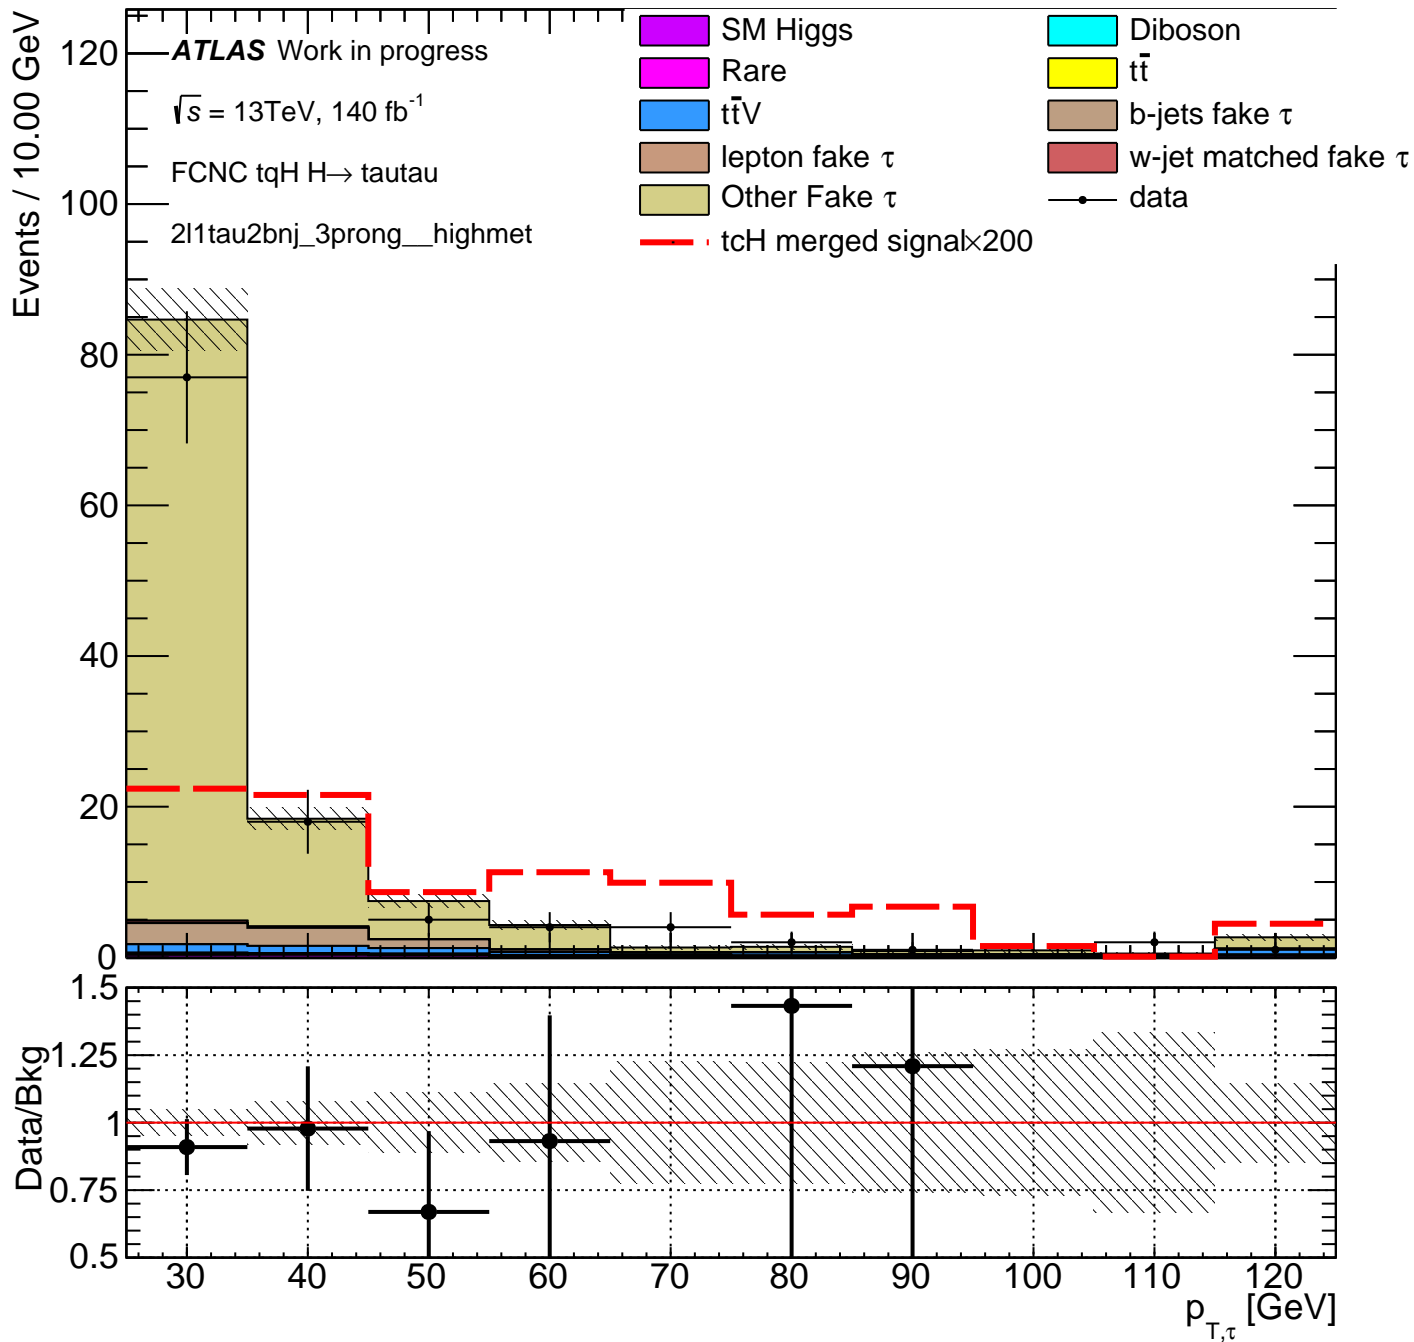 Events / 10.00 GeV
120
100
80
60
40
20
0
ATLAS Work in progress
√s = 13TeV, 140 fb⁻¹
FCNC tqH H→ tautau
2l1tau2bnj_3prong__highmet
SM Higgs
Rare
tt̄V
lepton fake τ
Other Fake τ
tcH merged signal×200
Diboson
tt̄
b-jets fake τ
w-jet matched fake τ
data
Data/Bkg
1.5
1.25
1
0.75
0.5
30 40 50 60 70 80 90 100 110 120
p_T,τ [GeV]